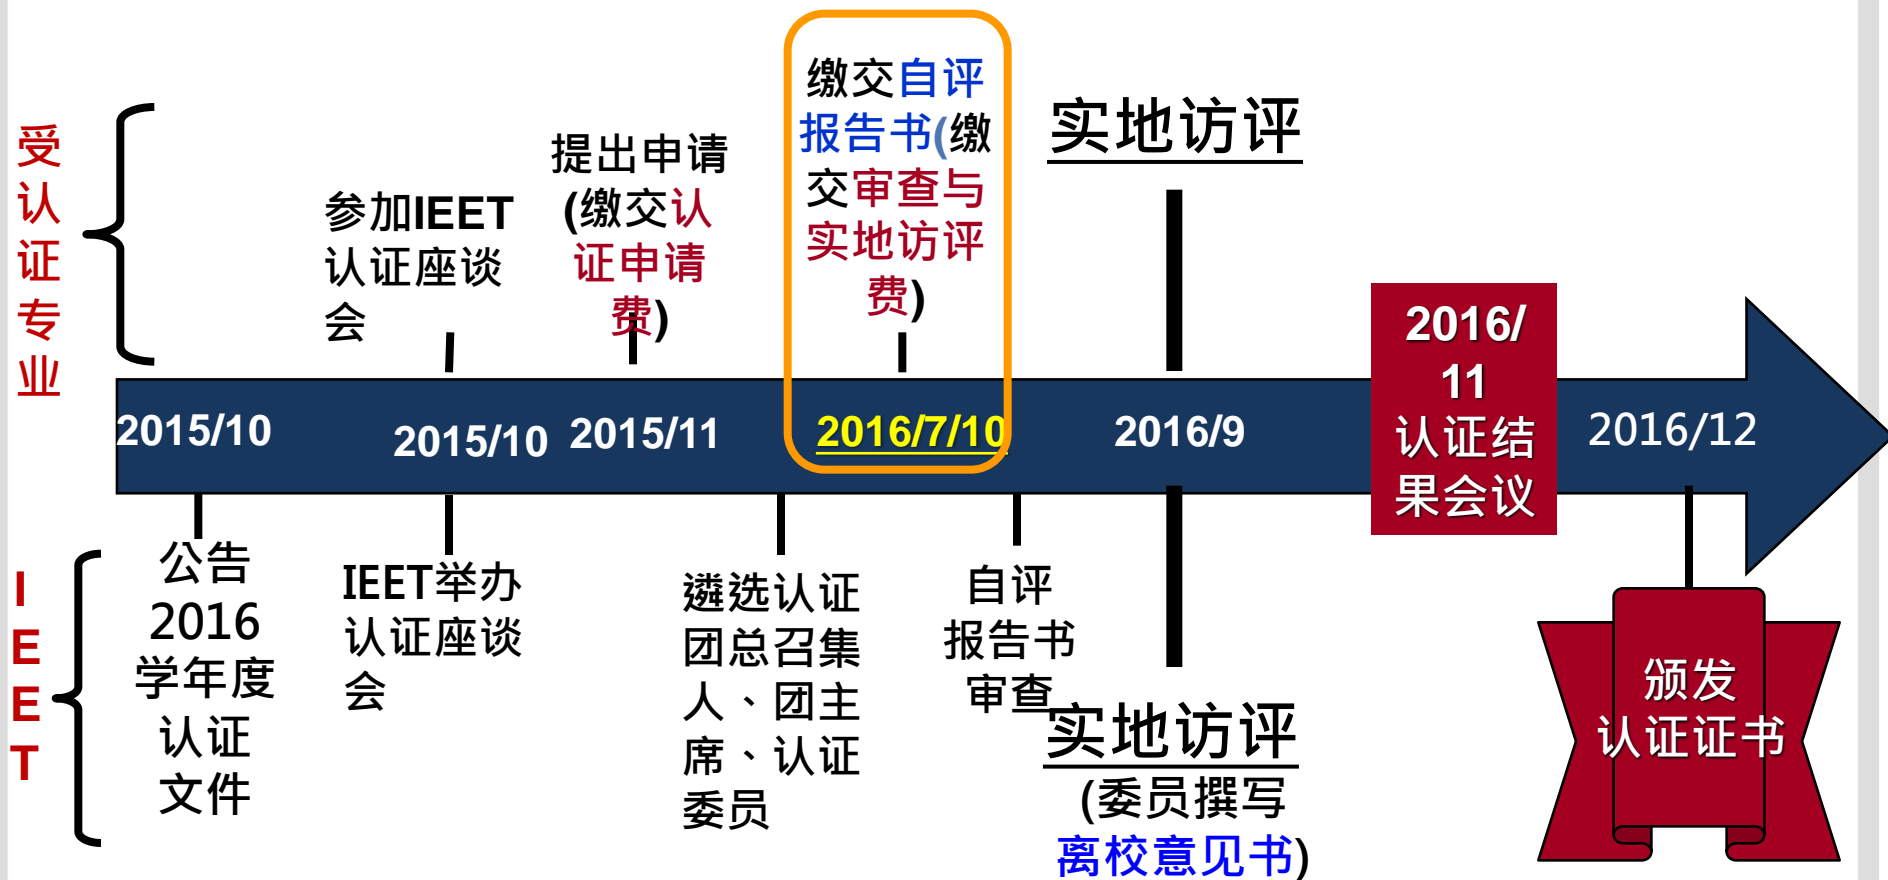 受
认
证
专
业
参加IEET
认证座谈
会
提出申请
(缴交认
证申请
费)
缴交自评
报告书(缴
交审查与
实地访评
费)
实地访评
2015/10
2015/10
2015/11
2016/7/10
2016/9
2016/
11
认证结
果会议
2016/12
I
E
E
T
公告
2016
学年度
认证
文件
IEET举办
认证座谈
会
遴选认证
团总召集
人、团主
席、认证
委员
自评
报告书
审查
实地访评
(委员撰写
离校意见书)
颁发
认证证书